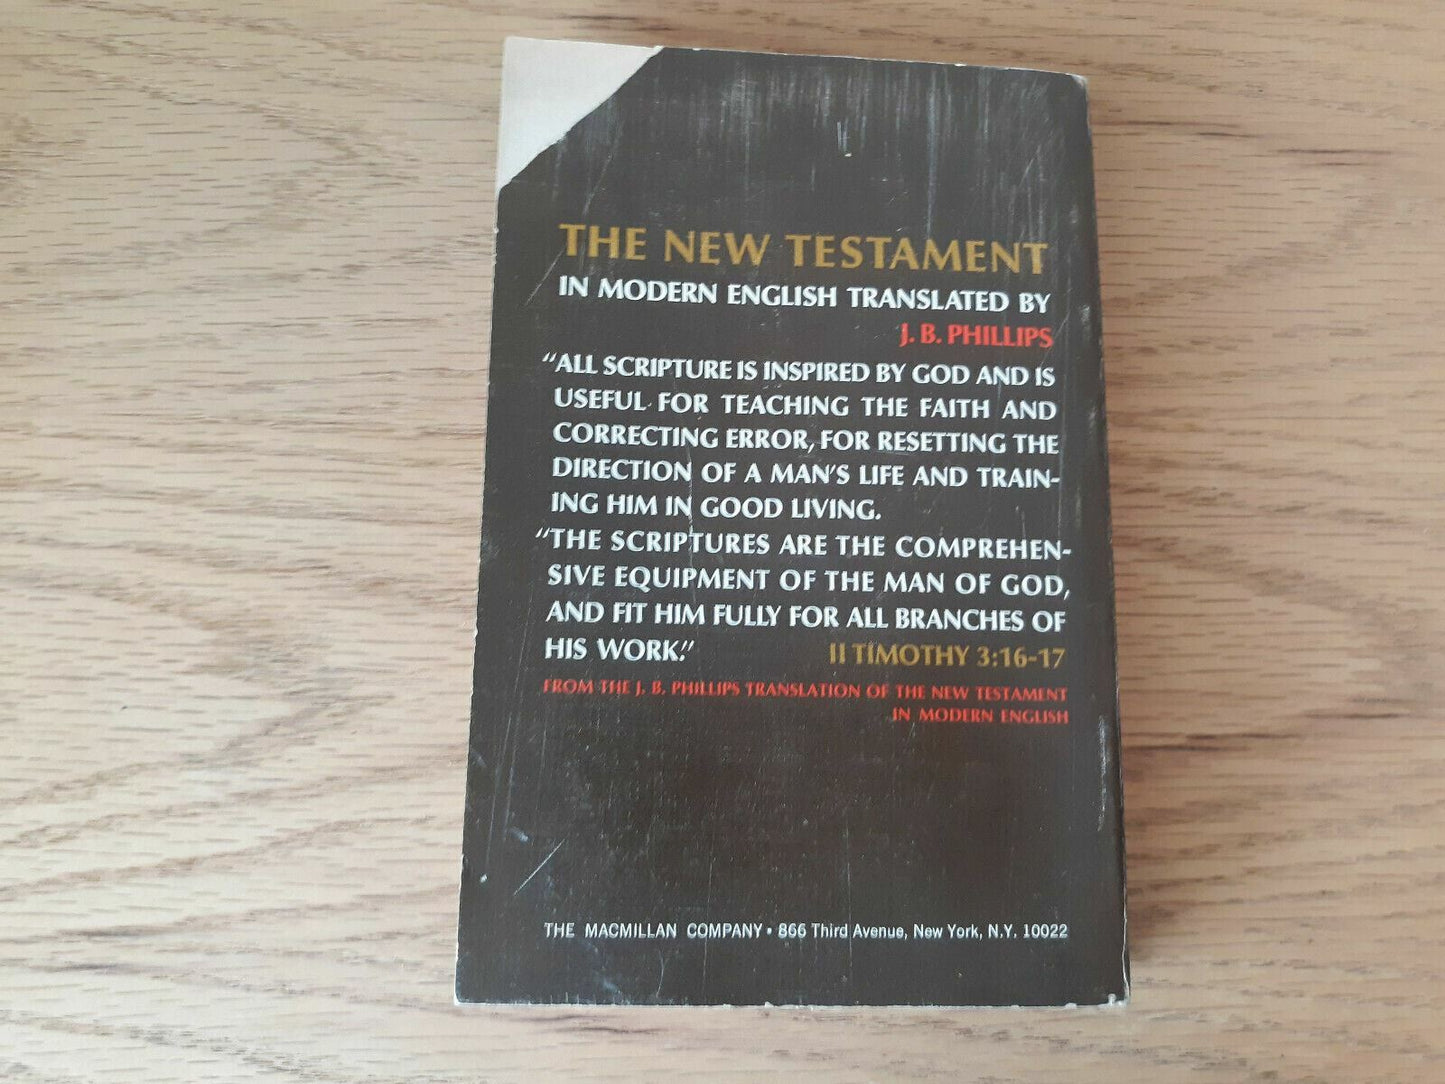 THE NEW TESTAMENT
IN MODERN ENGLISH TRANSLATED BY
J. B. PHILLIPS
“ALL SCRIPTURE IS INSPIRED BY GOD AND IS
USEFUL FOR TEACHING THE FAITH AND
CORRECTING ERROR, FOR RESETTING THE
DIRECTION OF A MAN’S LIFE AND TRAIN-
ING HIM IN GOOD LIVING.
“THE SCRIPTURES ARE THE COMPREHEN-
SIVE EQUIPMENT OF THE MAN OF GOD,
AND FIT HIM FULLY FOR ALL BRANCHES OF
HIS WORK.” II TIMOTHY 3:16-17
FROM THE J. B. PHILLIPS TRANSLATION OF THE NEW TESTAMENT
IN MODERN ENGLISH
THE MACMILLAN COMPANY • 866 Third Avenue, New York, N.Y. 10022